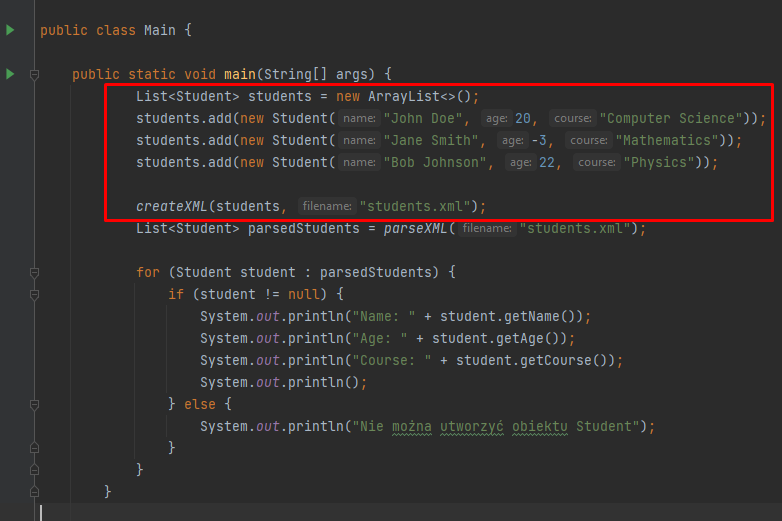 public class Main {
public static void main(String[] args) {
List<Student> students = new ArrayList<>();
students.add(new Student( name: "John Doe", age: 20, course: "Computer Science"));
students.add(new Student( name: "Jane Smith", age: -3, course: "Mathematics"));
students.add(new Student( name: "Bob Johnson", age: 22, course: "Physics"));
createXML(students, filename: "students.xml");
List<Student> parsedStudents = parseXML( filename: "students.xml");
for (Student student : parsedStudents) {
if (student != null) {
System.out.println("Name: " + student.getName());
System.out.println("Age: " + student.getAge());
System.out.println("Course: " + student.getCourse());
System.out.println();
} else {
System.out.println("Nie można utworzyć obiektu Student");
}
}
}